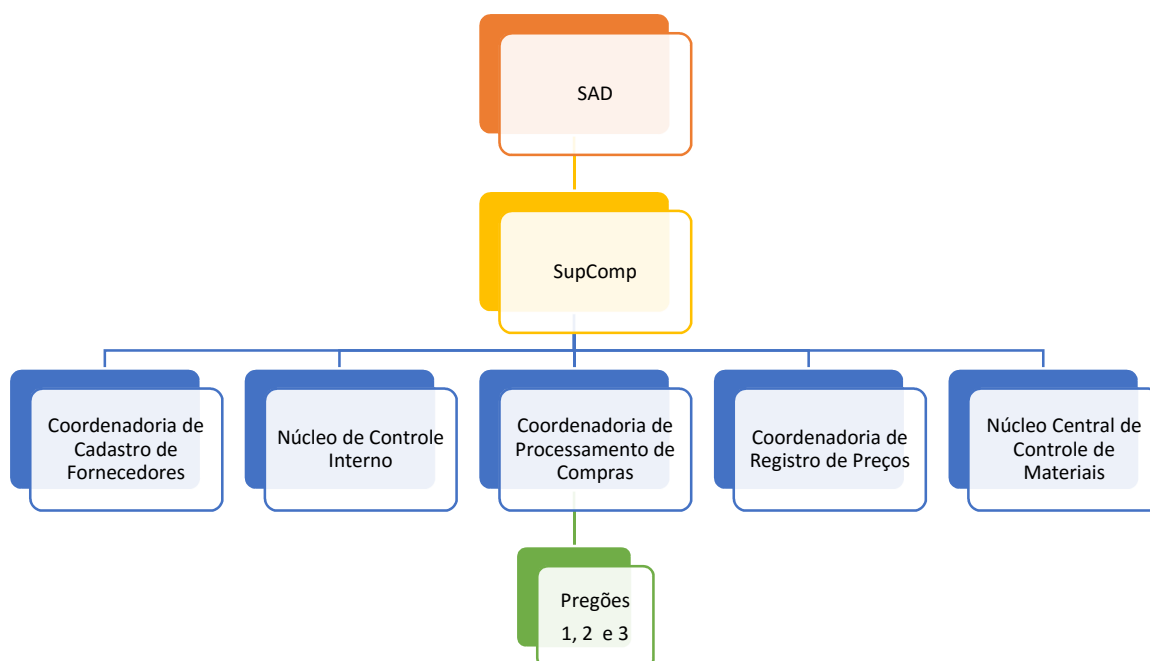 SAD
SupComp
Coordenadoria de
Cadastro de
Fornecedores
Núcleo de Controle
Interno
Coordenadoria de
Processamento de
Compras
Coordenadoria de
Registro de Preços
Núcleo Central de
Controle de
Materiais
Pregões
1, 2 e 3